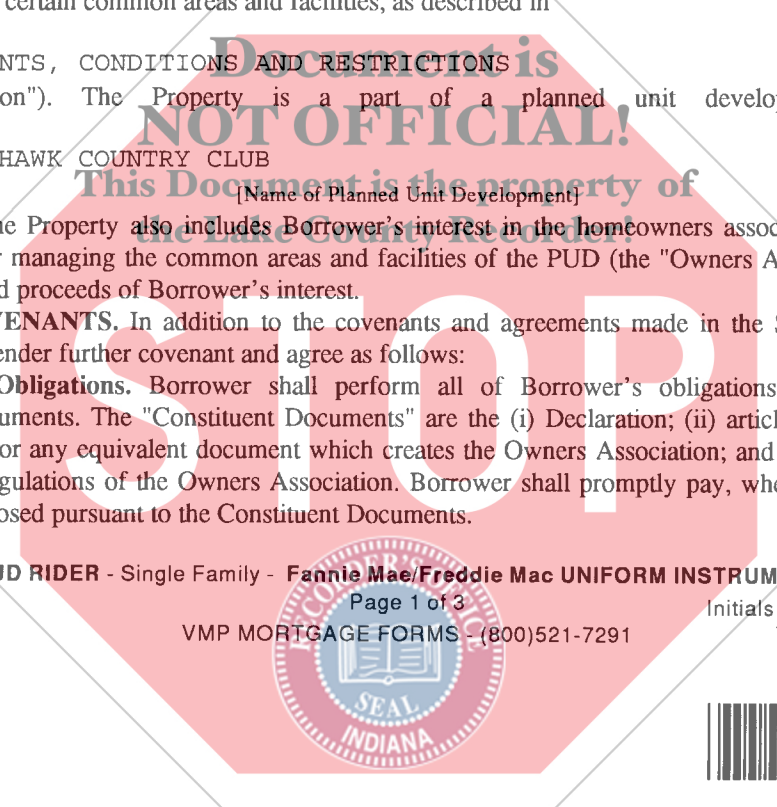 certain common areas and facilities, as described in
NTS, CONDITIONS AND RESTRICTIONS
Document is
on"). The Property is a part of a planned unit develop
NOT OFFICIAL!
HAWK COUNTRY CLUB
This Document is the property of
[Name of Planned Unit Development]
the Lake County Recorder!
e Property also includes Borrower's interest in the homeowners assoc
managing the common areas and facilities of the PUD (the "Owners A
d proceeds of Borrower's interest.
VENANTS. In addition to the covenants and agreements made in the S
ender further covenant and agree as follows:
Obligations. Borrower shall perform all of Borrower's obligations
uments. The "Constituent Documents" are the (i) Declaration; (ii) articl
or any equivalent document which creates the Owners Association; and
gulations of the Owners Association. Borrower shall promptly pay, whe
osed pursuant to the Constituent Documents.
STOP
UD RIDER - Single Family - Fannie Mae/Freddie Mac UNIFORM INSTRUM
Page 1 of 3
Initials
VMP MORTGAGE FORMS - (800)521-7291
RECORDER'S OFFICE
SEAL
INDIANA